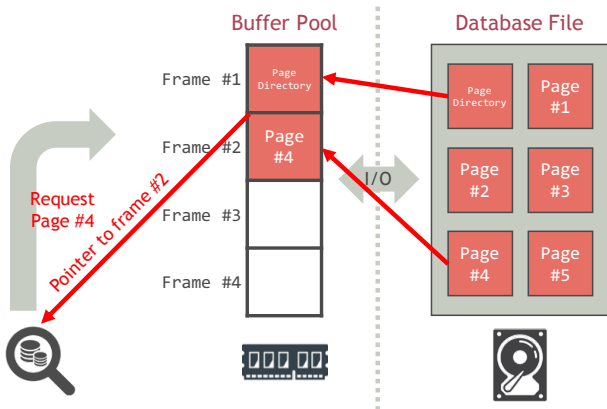 Buffer Pool
Database File
Frame #1
Page
Directory
Page
Directory
Page
#1
Frame #2
Page
#4
I/O
Page
#2
Page
#3
Request
Page #4
Pointer to frame #2
Frame #3
Page
#4
Page
#5
Frame #4